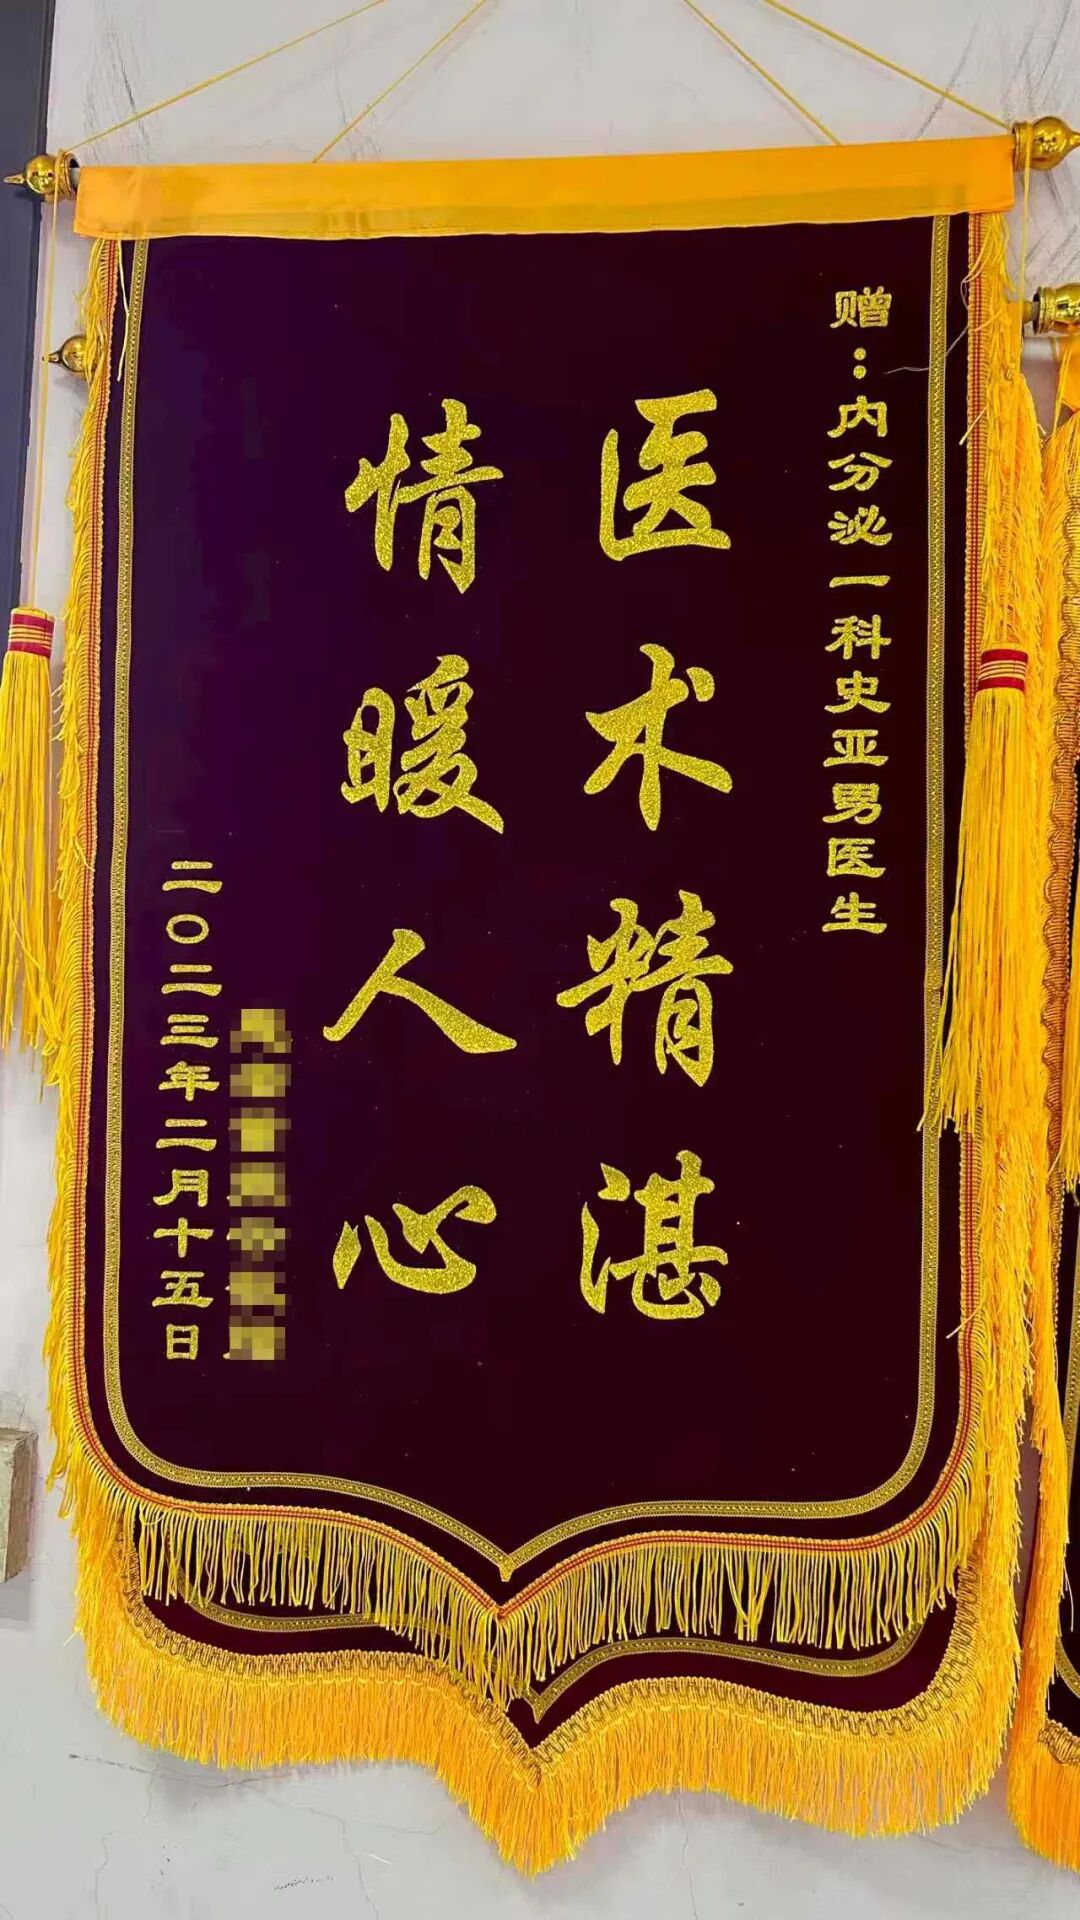 赠：内分泌一科史亚男医生
医术精湛
情暖人心
二〇二三年二月十五日